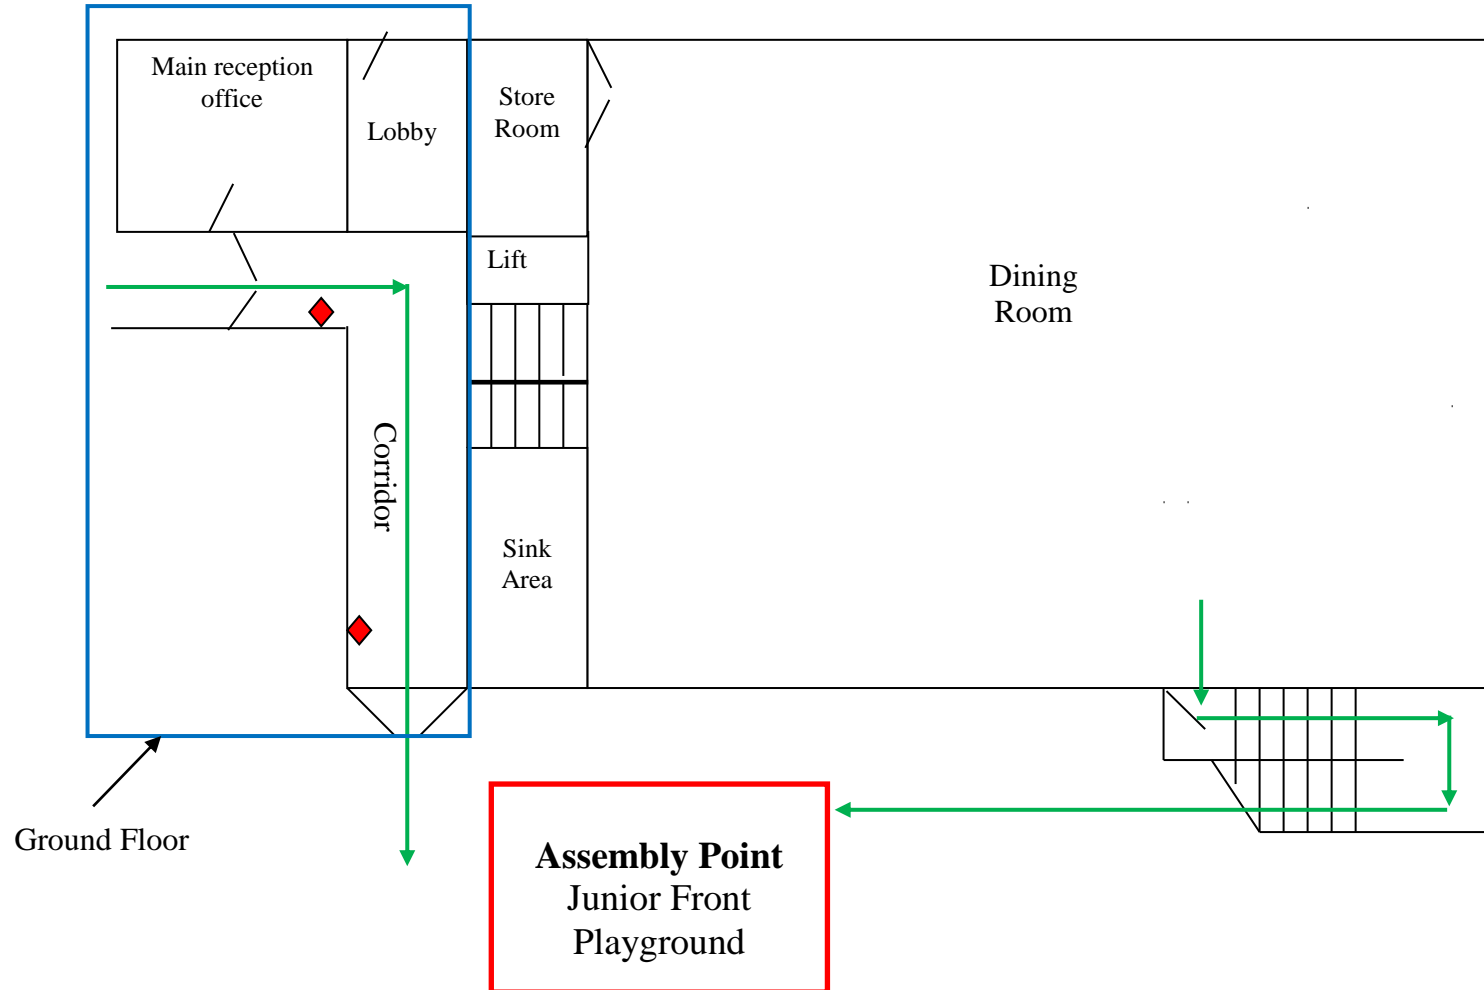 Main reception
office
Lobby
Store
Room
Lift
Dining
Room
Corridor
Sink
Area
Ground Floor
Assembly Point
Junior Front
Playground